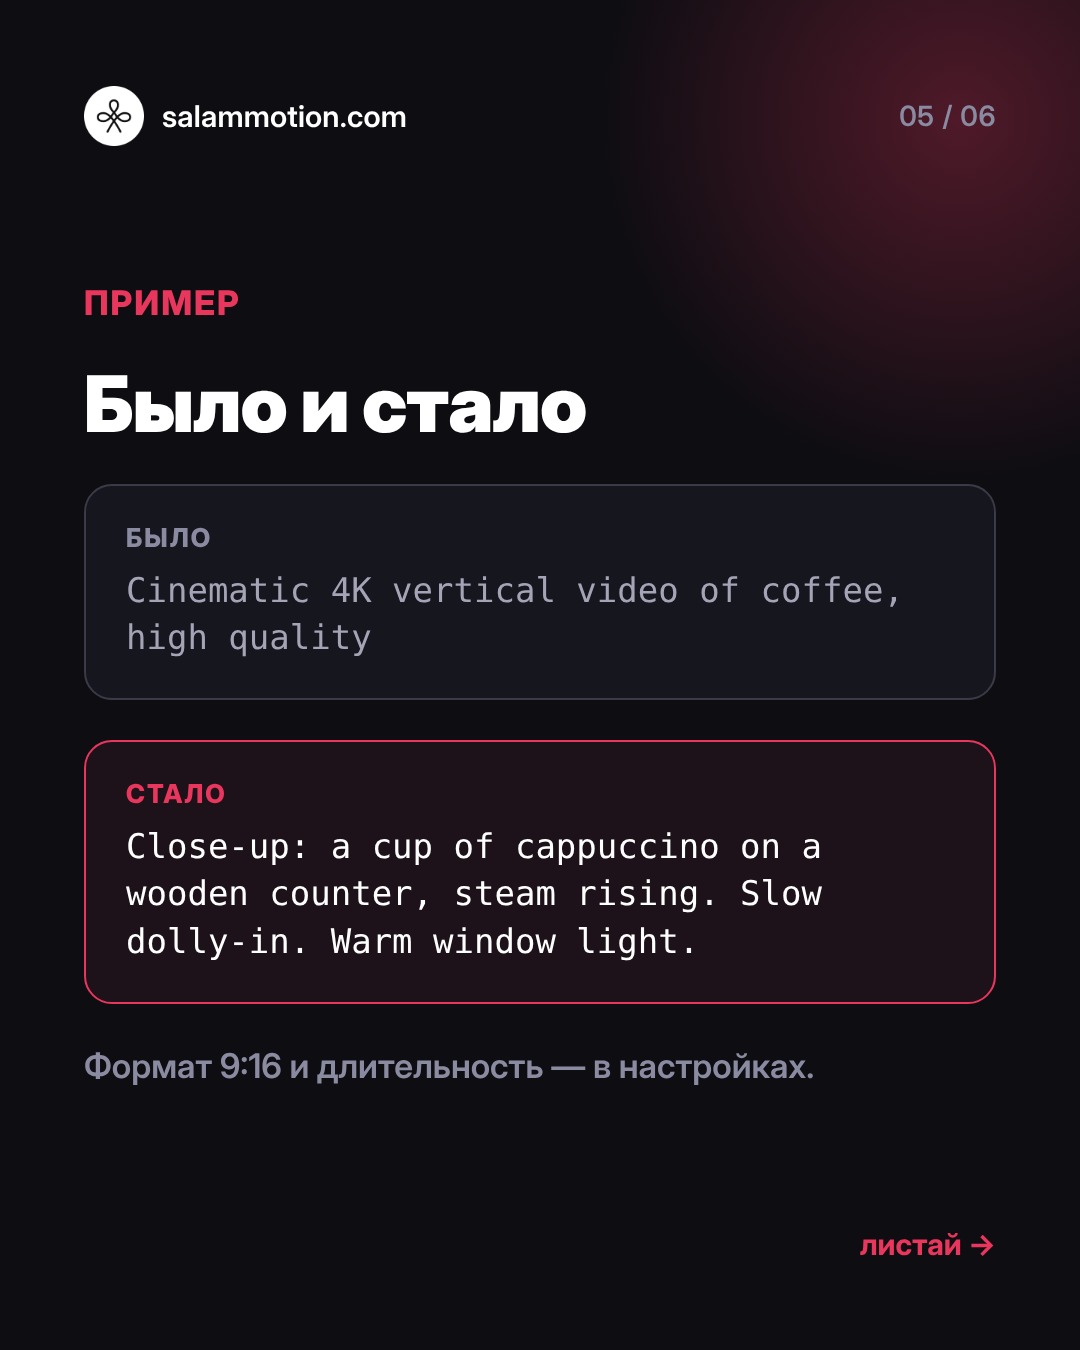 salammotion.com
05 / 06
ПРИМЕР
Было и стало
БЫЛО
Cinematic 4K vertical video of coffee,
high quality
СТАЛО
Close-up: a cup of cappuccino on a
wooden counter, steam rising. Slow
dolly-in. Warm window light.
Формат 9:16 и длительность — в настройках.
листай →